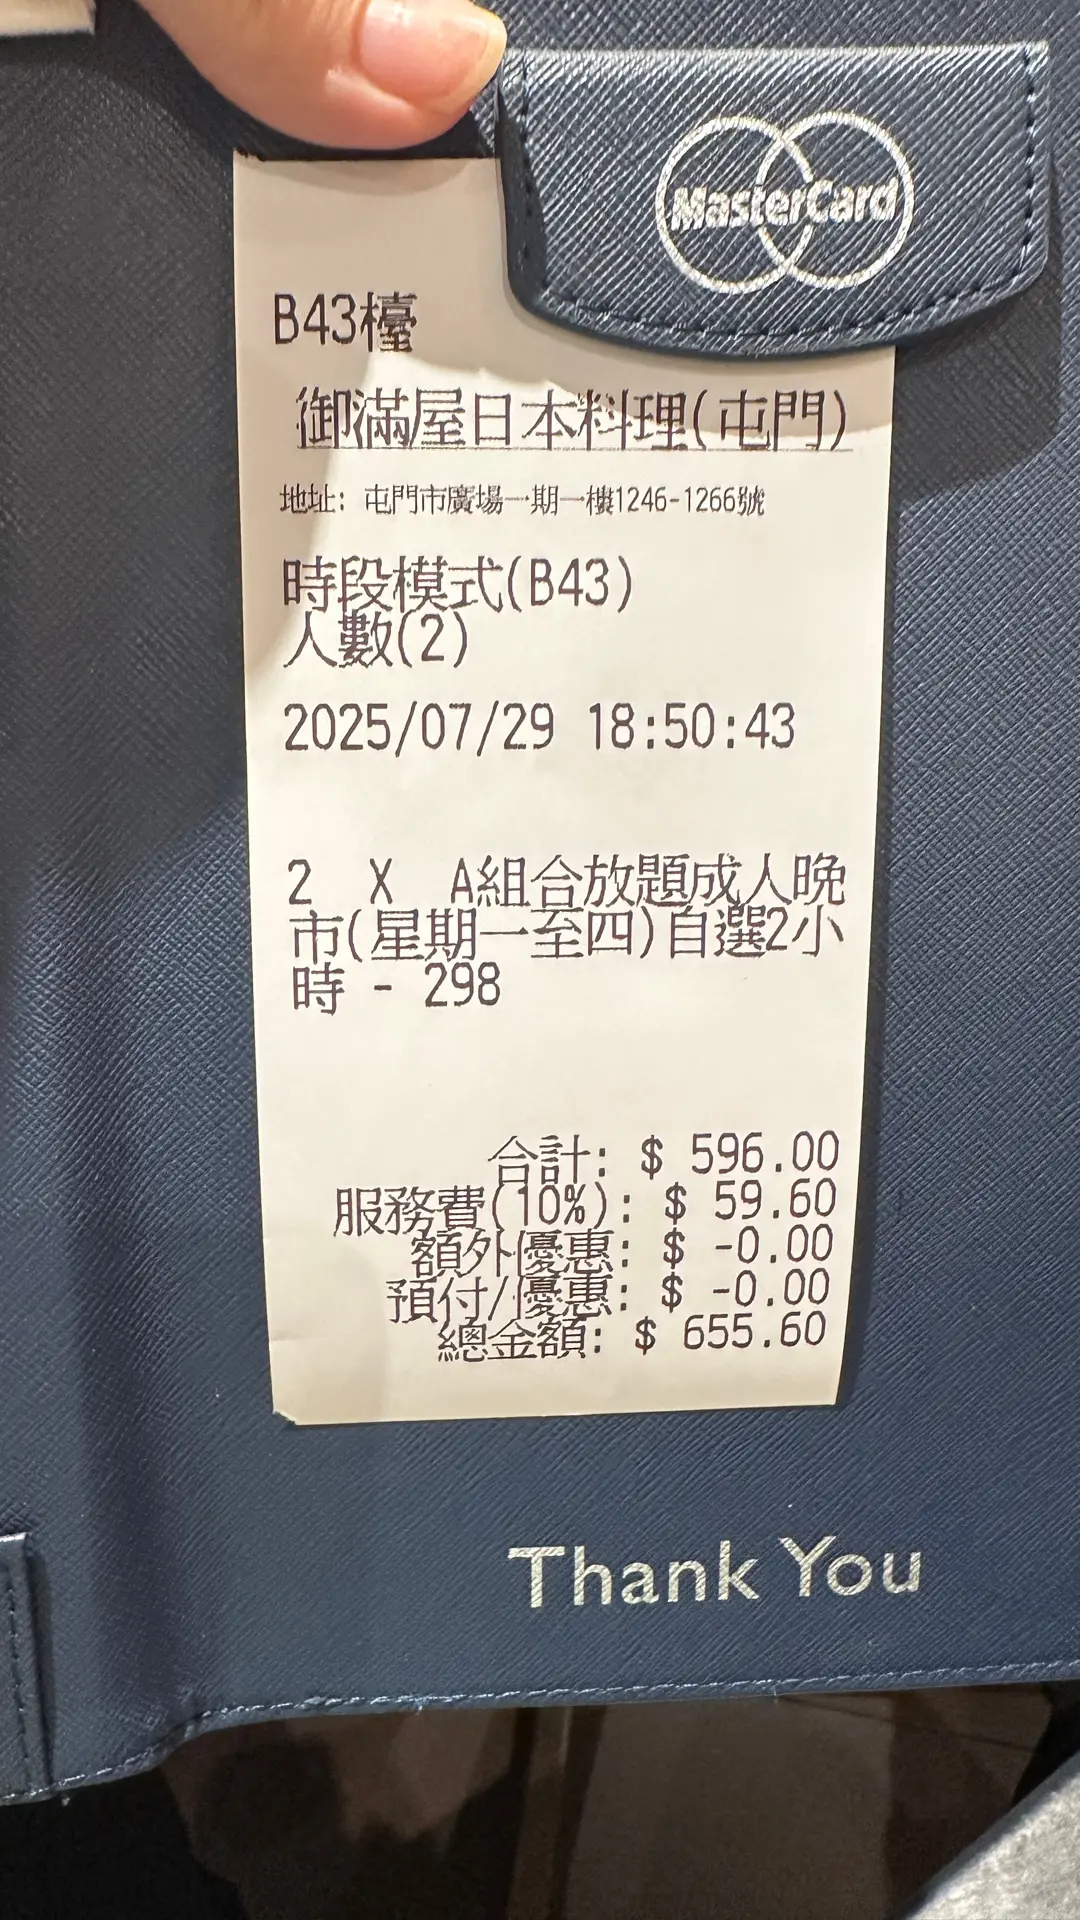 MasterCard
B43檯
御滿屋日本料理(屯門)
地址: 屯門市廣場一期一樓1246-1266號
時段模式(B43)
人數(2)
2025/07/29 18:50:43
2 X A組合放題成人晚
市(星期一至四)自選2小
時 - 298
合計: $ 596.00
服務費(10%): $ 59.60
額外優惠: $ -0.00
預付/優惠: $ -0.00
總金額: $ 655.60
Thank You